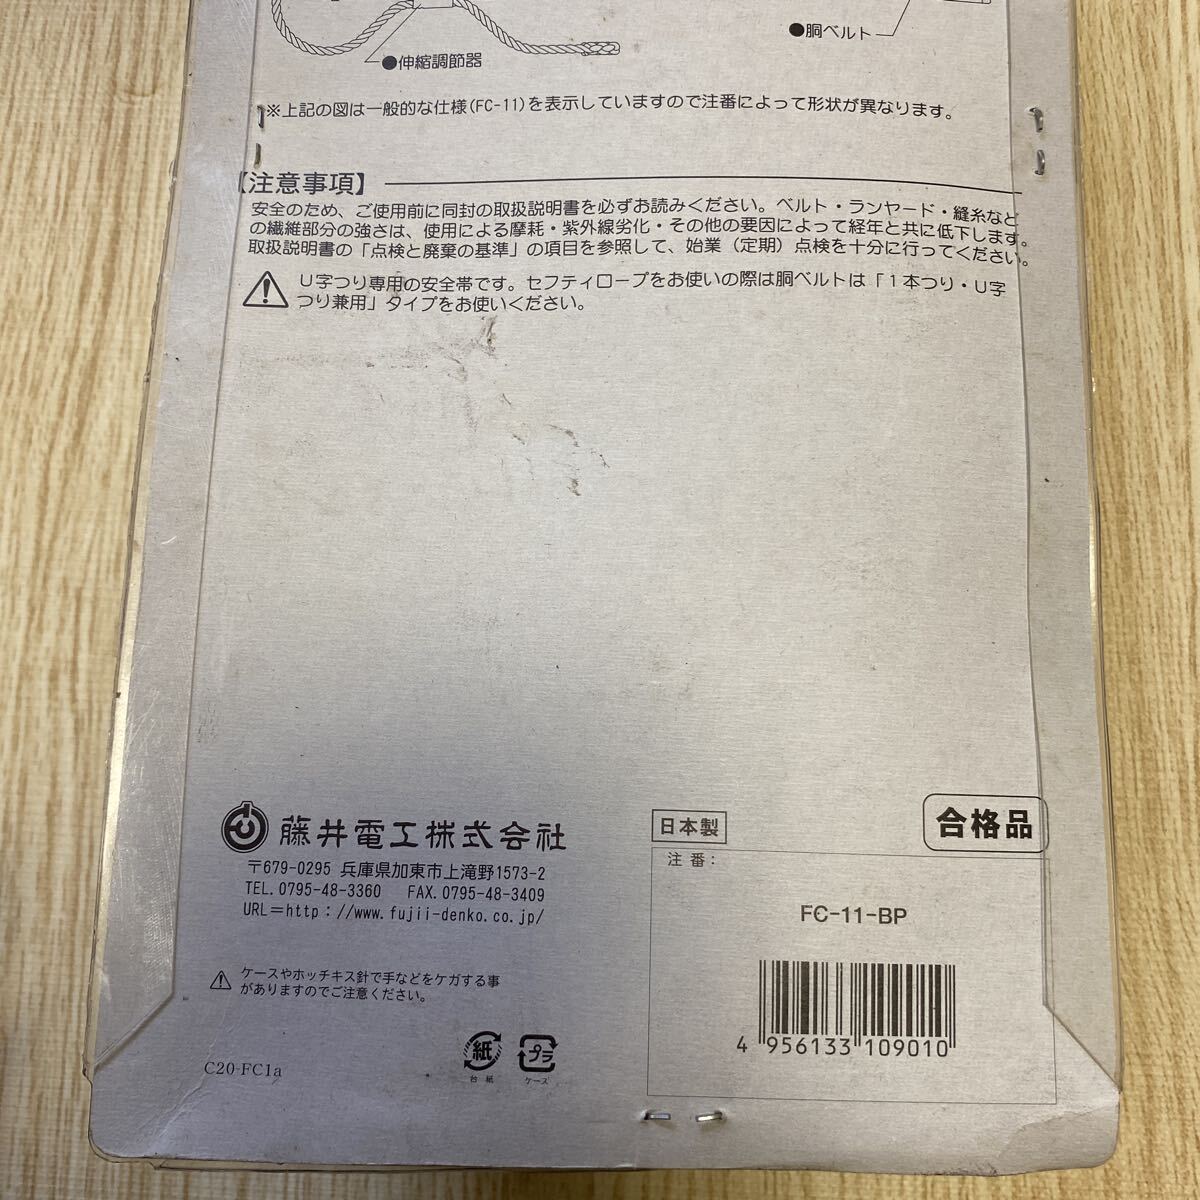 ●胴ベルト
●伸縮調節器
※上記の図は一般的な仕様(FC-11)を表示していますので注番によって形状が異なります。
【注意事項】
安全のため、ご使用前に同封の取扱説明書を必ずお読みください。ベルト・ランヤード・縫糸など
の繊維部分の強さは、使用による摩耗・紫外線劣化・その他の要因によって経年と共に低下します。
取扱説明書の「点検と廃棄の基準」の項目を参照して、始業（定期）点検を十分に行ってください。
U字つり専用の安全帯です。セフティロープをお使いの際は胴ベルトは「1本つり・U字
つり兼用」タイプをお使いください。
藤井電工株式会社
〒679-0295 兵庫県加東市上滝野1573-2
TEL.0795-48-3360 FAX.0795-48-3409
URL=http://www.fujii-denko.co.jp/
ケースやホッチキス針で手などをケガする事
がありますのでご注意ください。
C20-FC1a
紙
台紙
プラ
ケース
日本製
合格品
注番：
FC-11-BP
4 956133 109010